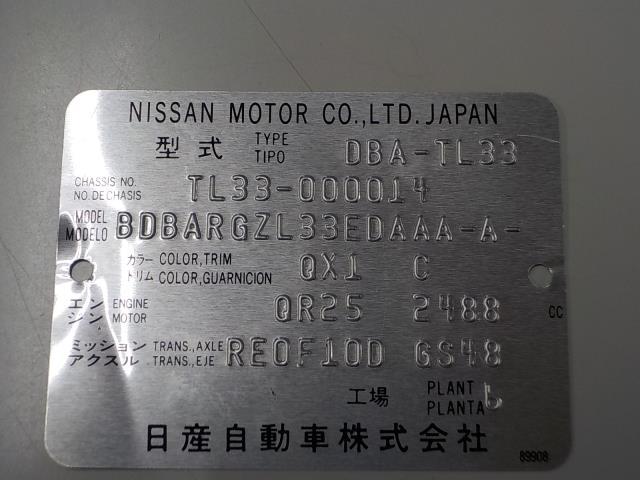 NISSAN MOTOR CO.,LTD. JAPAN
型式 TYPE TIPO DBA-TL33
CHASSIS NO. NO.DE CHASIS TL33-000014
MODEL MODELO BDBARGZL33EDAAA-A-
カラー COLOR,TRIM トリム COLOR,GUARNICION QX1 C
エンジン ENGINE MOTOR QR25 2488 CC
ミッション アクスル TRANS.,AXLE TRANS.,EJE RE0F10D GS48
工場 PLANT PLANTA
日産自動車株式会社
89908